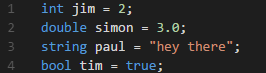 1 int jim = 2;
2 double simon = 3.0;
3 string paul = "hey there";
4 bool tim = true;